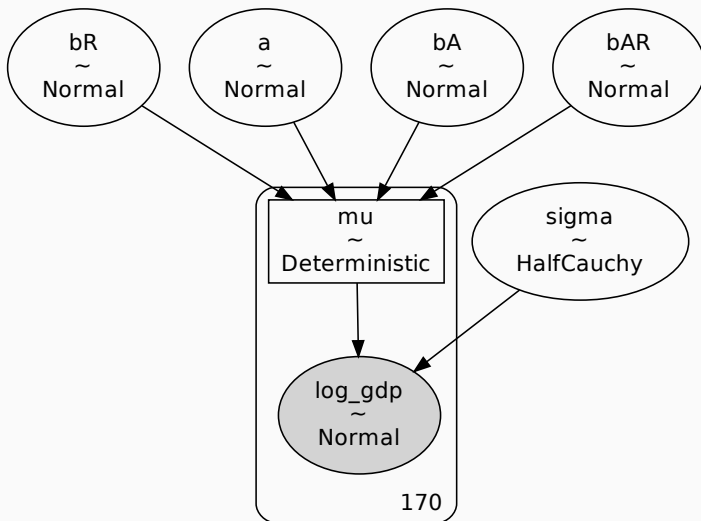 bR
~
Normal
a
~
Normal
bA
~
Normal
bAR
~
Normal
mu
~
Deterministic
sigma
~
HalfCauchy
log_gdp
~
Normal
170